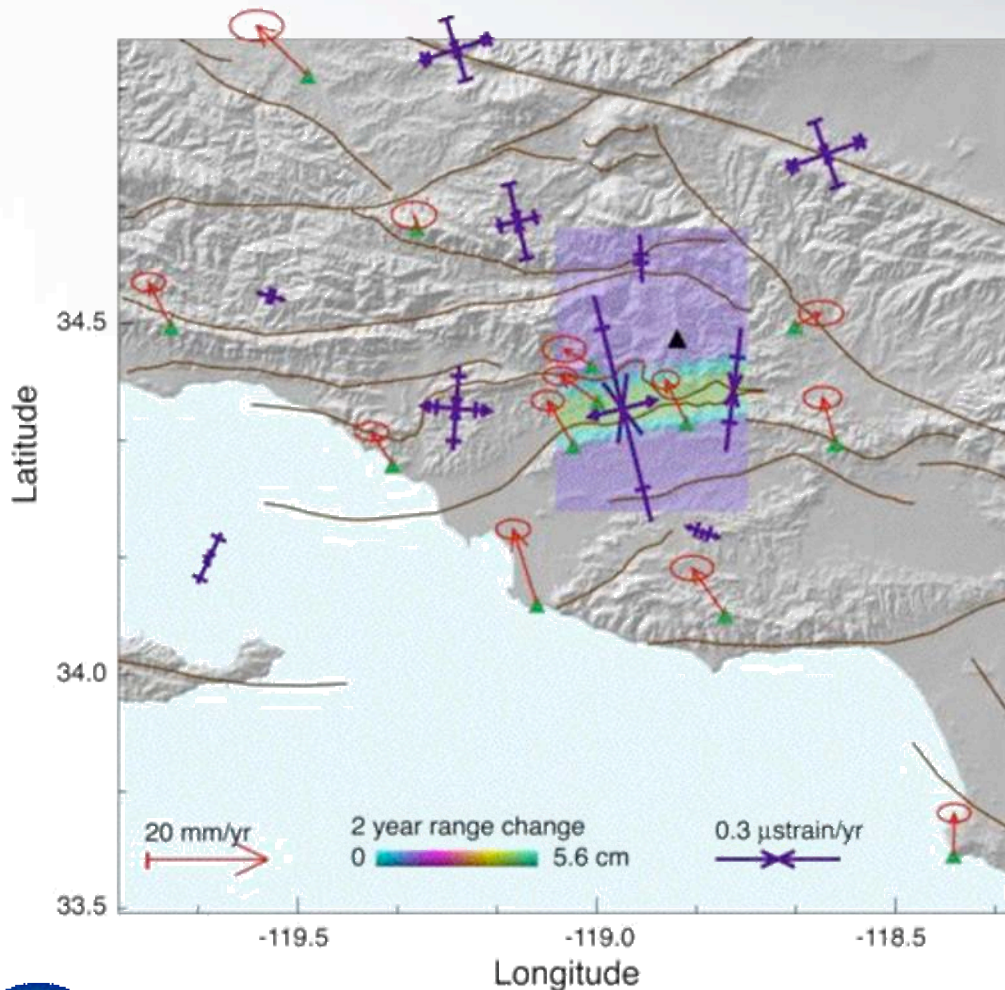 34.5
Latitude
34.0
20 mm/yr
2 year range change
0 5.6 cm
0.3 μstrain/yr
33.5
-119.5 -119.0 -118.5
Longitude